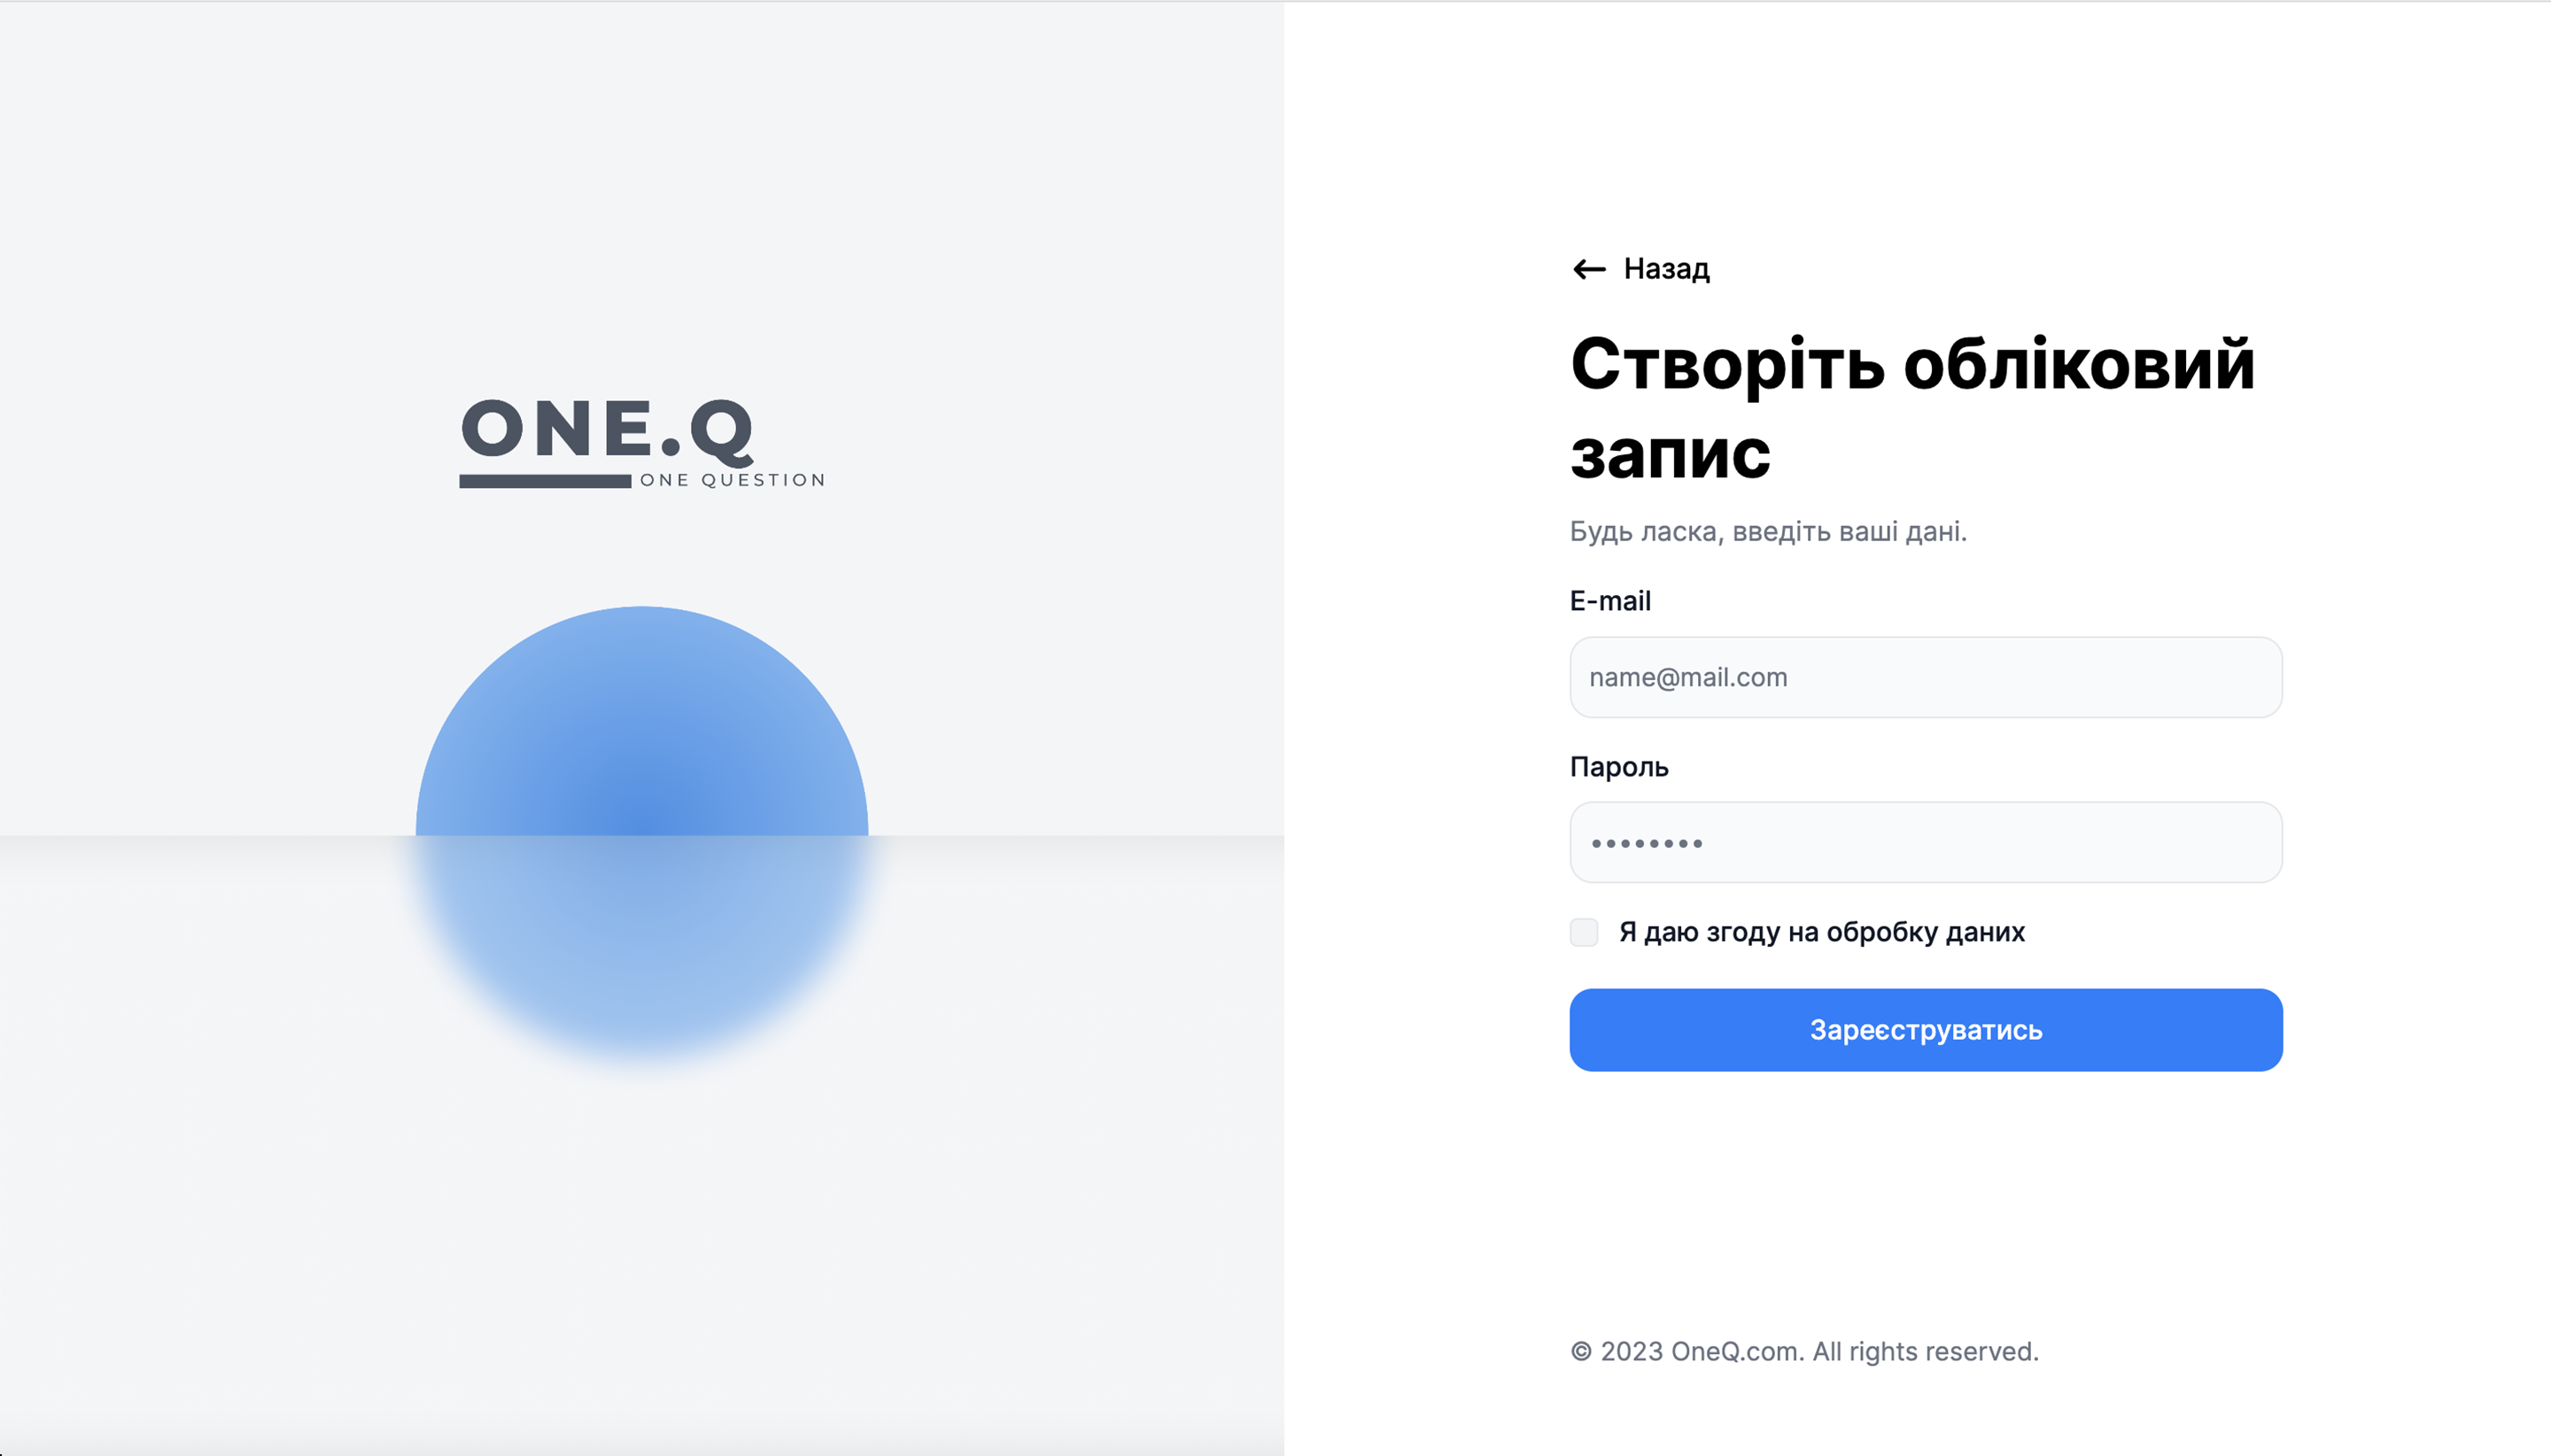 ONE.Q
ONE QUESTION
Назад
Створіть обліковий
запис
Будь ласка, введіть ваші дані.
E-mail
name@mail.com
Пароль
••••••••
Я даю згоду на обробку даних
Зареєструватись
© 2023 OneQ.com. All rights reserved.